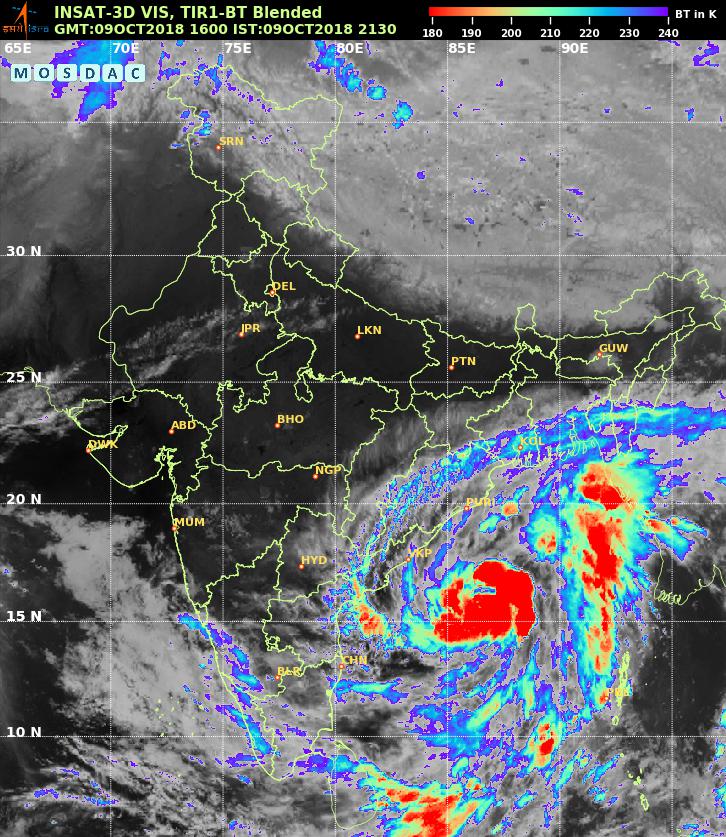 INSAT-3D VIS, TIR1-BT Blended
GMT:09OCT2018 1600 IST:09OCT2018 2130
BT in K
180 190 200 210 220 230 240
65E 70E 75E 80E 85E 90E
MOSDAC
SRN
30 N
DEL
JPR LKN
GUW
PTN
25 N
ABD BHO
DWK KOL
NGP
20 N PURI
MUM
HYD VKP
15 N
CHN
BLR
PBL
10 N